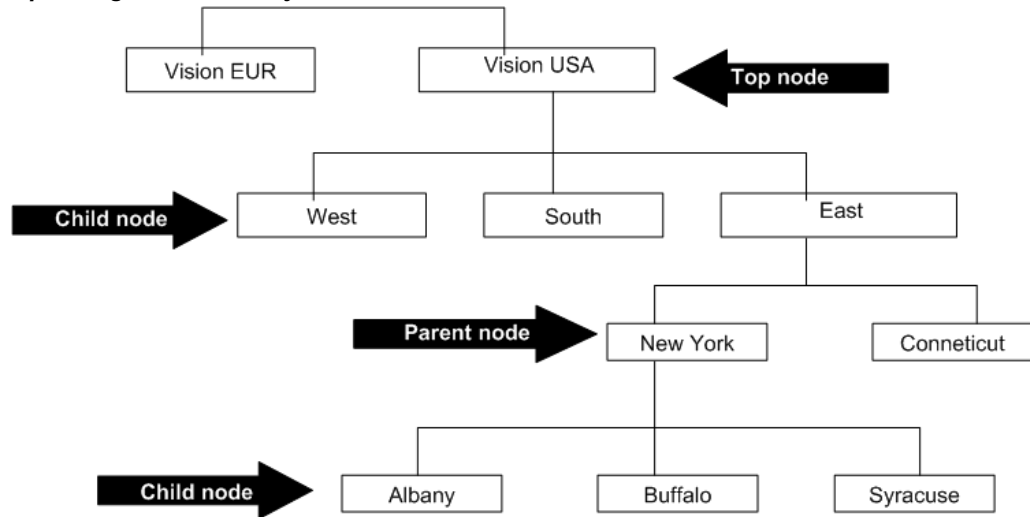 Vision EUR
Vision USA
Top node
Child node
West
South
East
Parent node
New York
Conneticut
Child node
Albany
Buffalo
Syracuse